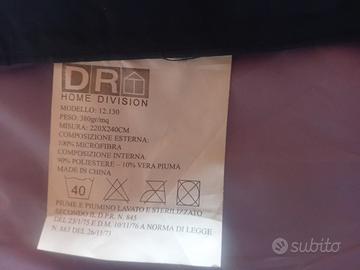 DR
HOME DIVISION
MODELLO: 12.130
PESO: 380gr/mq
MISURA: 220X240CM
COMPOSIZIONE ESTERNA:
100% MICROFIBRA
COMPOSIZIONE INTERNA:
90% POLIESTERE – 10% VERA PIUMA
MADE IN CHINA
40
PIUME E PIUMINO LAVATO E STERILIZZATO
SECONDO IL D.P.R. N. 845
DEL 23/1/75 E D.M. 10/11/76 A NORMA DI LEGGE
N. 883 DEL 26/11/73
subito